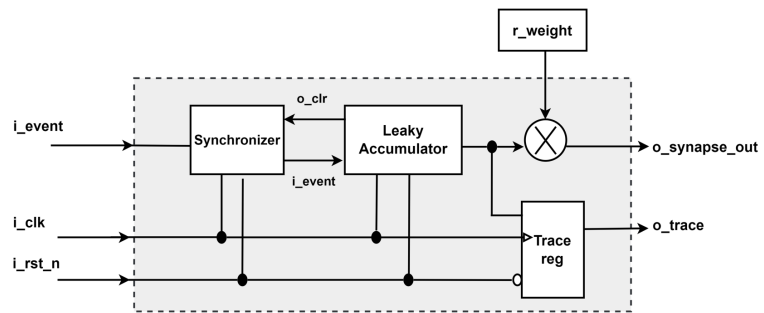 r_weight
o_clr
i_event
Synchronizer
Leaky
Accumulator
i_event
o_synapse_out
i_clk
o_trace
Trace
reg
i_rst_n